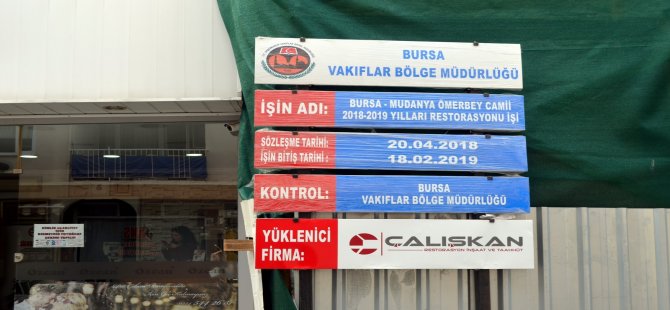 BURSA
VAKIFLAR BÖLGE MÜDÜRLÜĞÜ
İŞİN ADI:
BURSA - MUDANYA ÖMERBEY CAMİİ
2018-2019 YILLARI RESTORASYONU İŞİ
SÖZLEŞME TARİHİ:
20.04.2018
İŞİN BİTİŞ TARİHİ :
18.02.2019
KONTROL:
BURSA
VAKIFLAR BÖLGE MÜDÜRLÜĞÜ
YÜKLENİCİ
FİRMA:
ÇALIŞKAN
RESTORASYON İNŞAAT VE TAAHHÜT